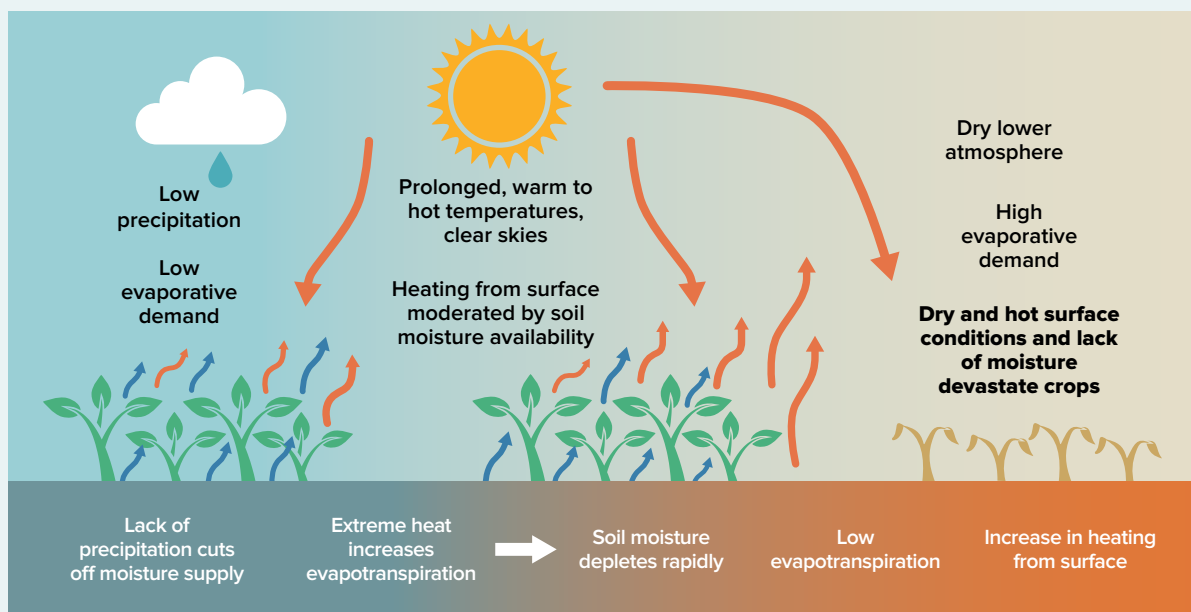 Low
precipitation
Low
evaporative
demand
Prolonged, warm to
hot temperatures,
clear skies
Heating from surface
moderated by soil
moisture availability
Dry lower
atmosphere
High
evaporative
demand
Dry and hot surface
conditions and lack
of moisture
devastate crops
Lack of
precipitation cuts
off moisture supply
Extreme heat
increases
evapotranspiration
Soil moisture
depletes rapidly
Low
evapotranspiration
Increase in heating
from surface